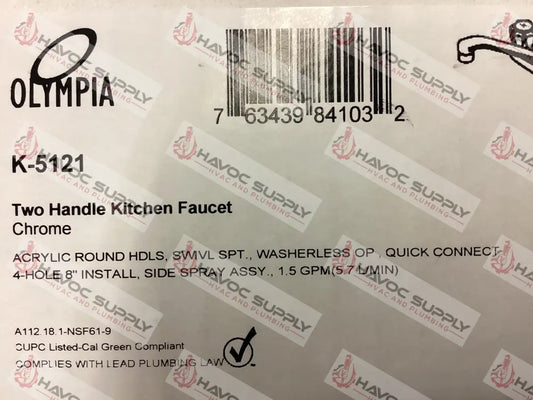 OLYMPIA
7 63439 84103 2
K-5121
Two Handle Kitchen Faucet
Chrome
ACRYLIC ROUND HDLS, SWIVL SPT., WASHERLESS OP., QUICK CONNECT
4-HOLE 8" INSTALL, SIDE SPRAY ASSY., 1.5 GPM(5.7 L/MIN)
A112.18.1-NSF61-9
CUPC Listed-Cal Green Compliant
COMPLIES WITH LEAD PLUMBING LAW
HAVOC SUPPLY
HVAC AND PLUMBING